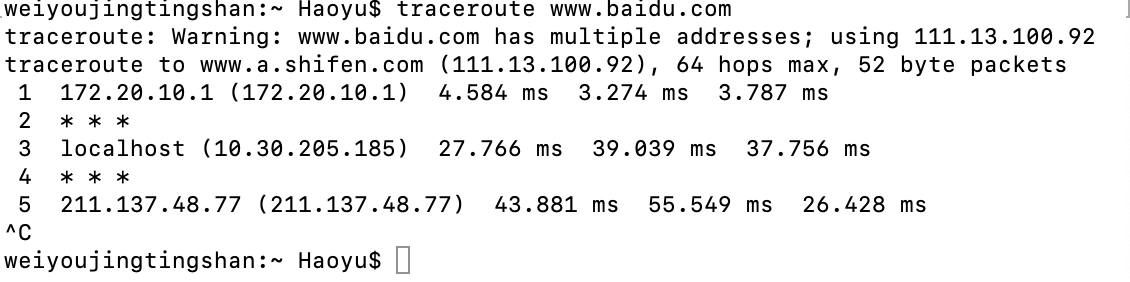 weiyoujingtingshan:~ Haoyu$ traceroute www.baidu.com
traceroute: Warning: www.baidu.com has multiple addresses; using 111.13.100.92
traceroute to www.a.shifen.com (111.13.100.92), 64 hops max, 52 byte packets
 1  172.20.10.1 (172.20.10.1)  4.584 ms  3.274 ms  3.787 ms
 2  * * *
 3  localhost (10.30.205.185)  27.766 ms  39.039 ms  37.756 ms
 4  * * *
 5  211.137.48.77 (211.137.48.77)  43.881 ms  55.549 ms  26.428 ms
^C
weiyoujingtingshan:~ Haoyu$